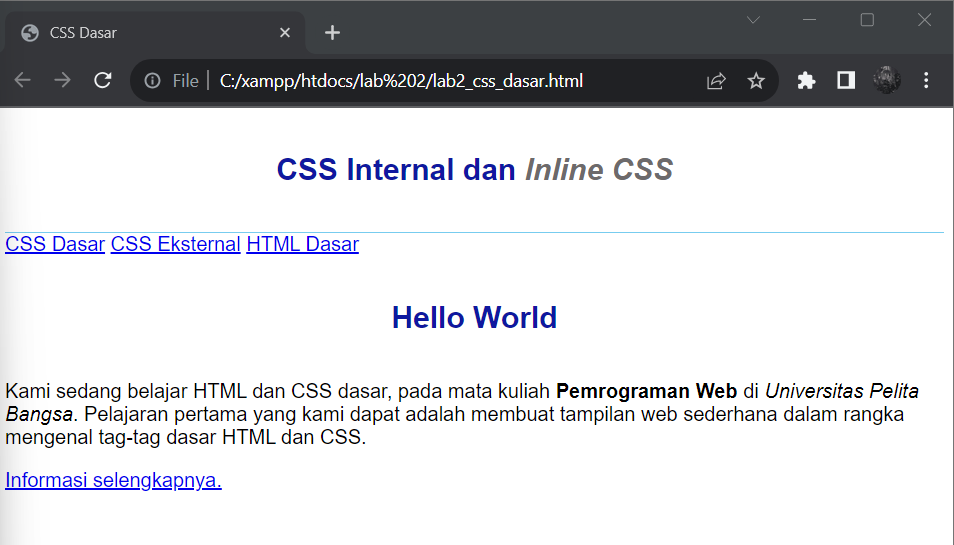 CSS Dasar
File
C:/xampp/htdocs/lab%202/lab2_css_dasar.html
CSS Internal dan Inline CSS
CSS Dasar CSS Eksternal HTML Dasar
Hello World
Kami sedang belajar HTML dan CSS dasar, pada mata kuliah Pemrograman Web di Universitas Pelita
Bangsa. Pelajaran pertama yang kami dapat adalah membuat tampilan web sederhana dalam rangka
mengenal tag-tag dasar HTML dan CSS.
Informasi selengkapnya.